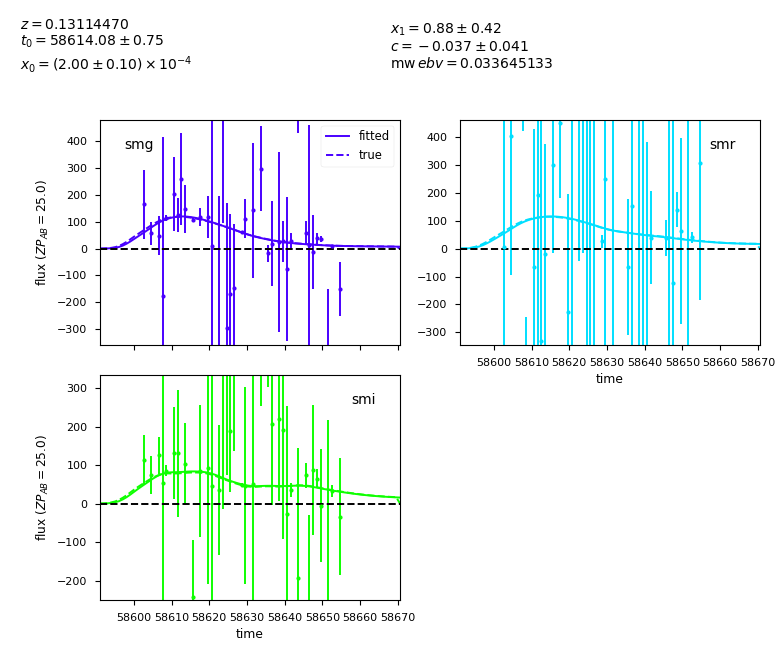 z = 0.13114470
t₀ = 58614.08 ± 0.75
x₀ = (2.00 ± 0.10) × 10⁻⁴
x₁ = 0.88 ± 0.42
c = −0.037 ± 0.041
mw ebv = 0.033645133
smg
fitted
true
400
300
200
100
0
−100
−200
−300
flux (ZP_AB = 25.0)
smr
400
300
200
100
0
−100
−200
−300
58600 58610 58620 58630 58640 58650 58660 58670
time
smi
300
200
100
0
−100
−200
flux (ZP_AB = 25.0)
58600 58610 58620 58630 58640 58650 58660 58670
time